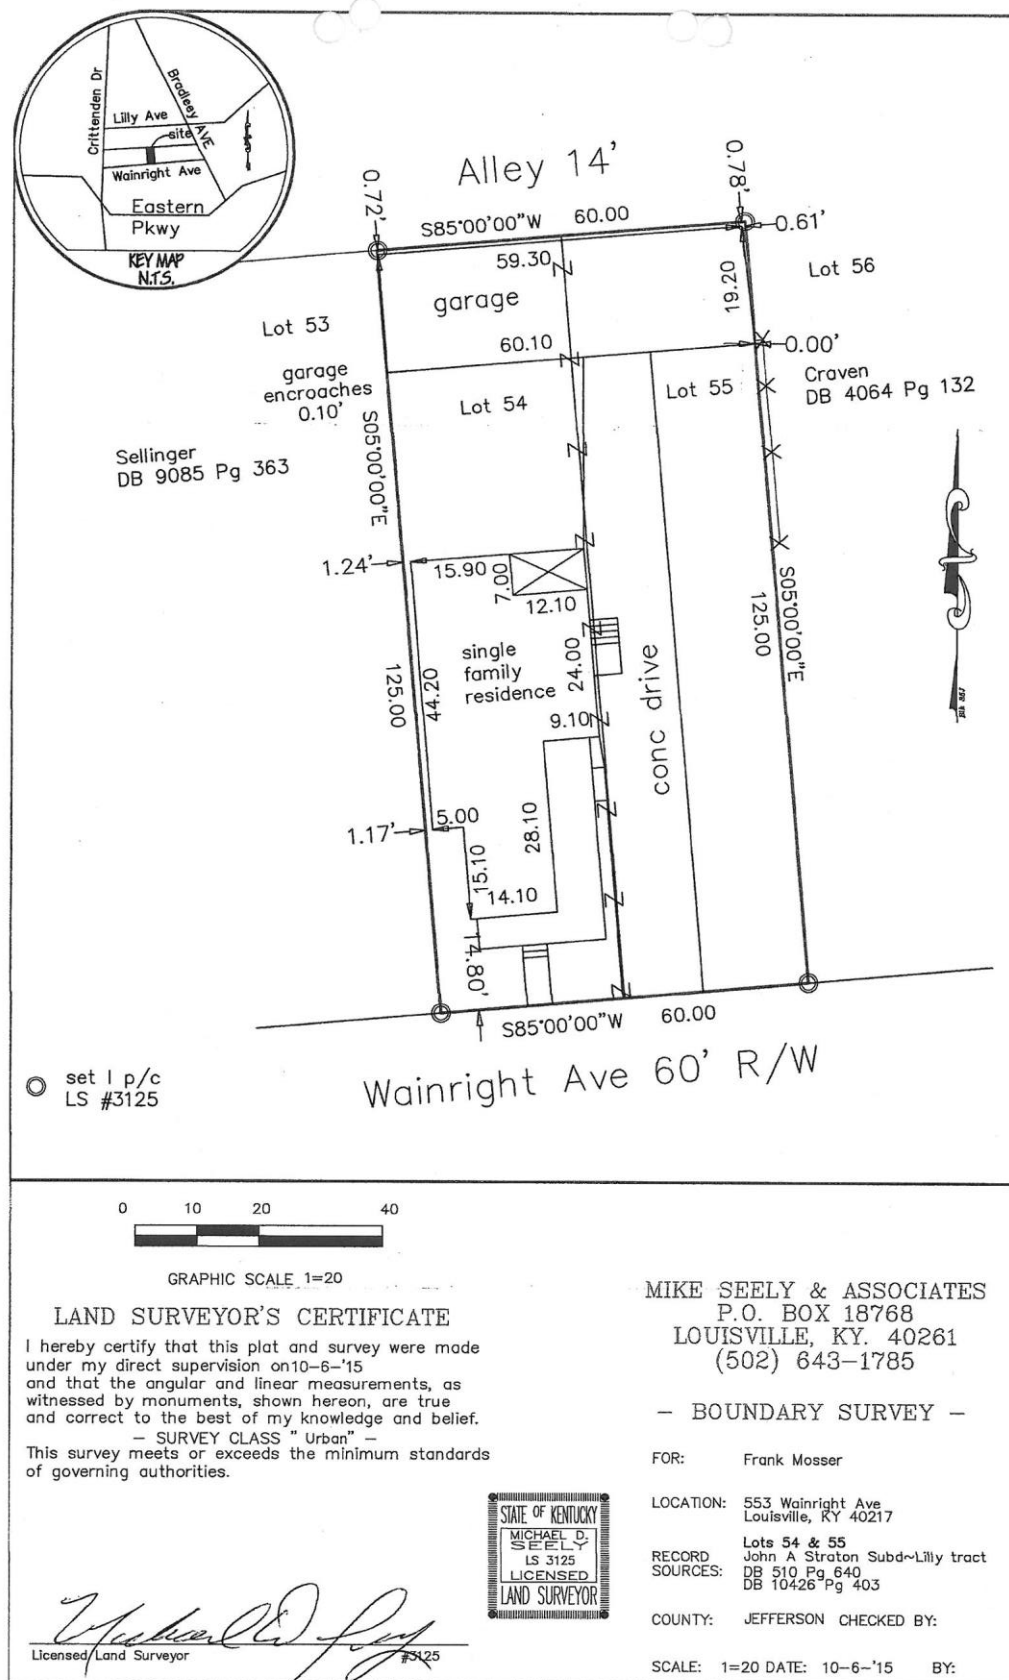 Crittenden Dr
Bradleey AVE
Lilly Ave
site
Wainright Ave
Eastern
Pkwy
KEY MAP
N.T.S.
Alley 14'
0.72'
S85°00'00"W 60.00
0.78'
0.61'
59.30
garage
19.20
Lot 56
Lot 53
60.10
0.00'
garage
encroaches
0.10'
Lot 54
Lot 55
Craven
DB 4064 Pg 132
S05°00'00"E
Sellinger
DB 9085 Pg 363
1.24'
15.90
7.00
12.10
S05°00'00"E
125.00
single
family
residence
24.00
conc drive
125.00
44.20
9.10
1.17'
5.00
28.10
15.10
14.10
14.80'
S85°00'00"W 60.00
Wainright Ave 60' R/W
set I p/c
LS #3125
0 10 20 40
GRAPHIC SCALE 1=20
LAND SURVEYOR'S CERTIFICATE
I hereby certify that this plat and survey were made
under my direct supervision on10-6-'15
and that the angular and linear measurements, as
witnessed by monuments, shown hereon, are true
and correct to the best of my knowledge and belief.
- SURVEY CLASS " Urban" -
This survey meets or exceeds the minimum standards
of governing authorities.
Licensed Land Surveyor #3125
STATE OF KENTUCKY
MICHAEL D.
SEELY
LS 3125
LICENSED
LAND SURVEYOR
MIKE SEELY & ASSOCIATES
P.O. BOX 18768
LOUISVILLE, KY. 40261
(502) 643-1785
- BOUNDARY SURVEY -
FOR: Frank Mosser
LOCATION: 553 Wainright Ave
Louisville, KY 40217
Lots 54 & 55
RECORD John A Straton Subd~Lilly tract
SOURCES: DB 510 Pg 640
DB 10426 Pg 403
COUNTY: JEFFERSON CHECKED BY:
SCALE: 1=20 DATE: 10-6-'15 BY: